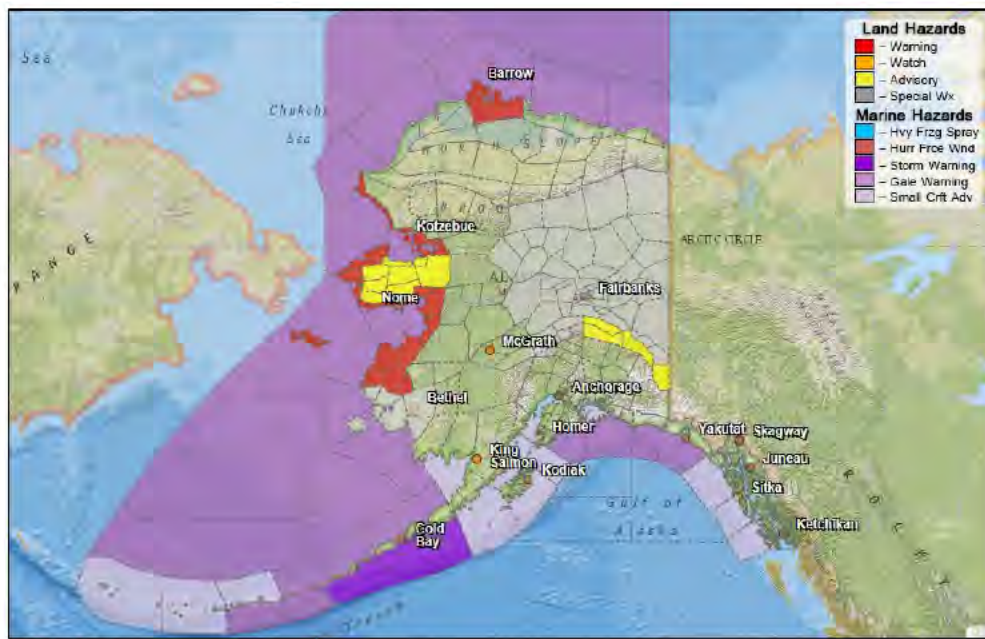 Land Hazards
– Warning
– Watch
– Advisory
– Special Wx
Marine Hazards
– Hvy Frzg Spray
– Hurr Frce Wnd
– Storm Warning
– Gale Warning
– Small Crft Adv
Sea
Barrow
Chukchi
Sea
NORTH SLOPE
Kotzebue
RANGE
ARCTIC CIRCLE
Nome
Fairbanks
McGrath
Bethel
Anchorage
Homer
Yakutat
Skagway
King
Salmon
Kodiak
Juneau
Sitka
Gulf of
Alaska
Ketchikan
Cold
Bay